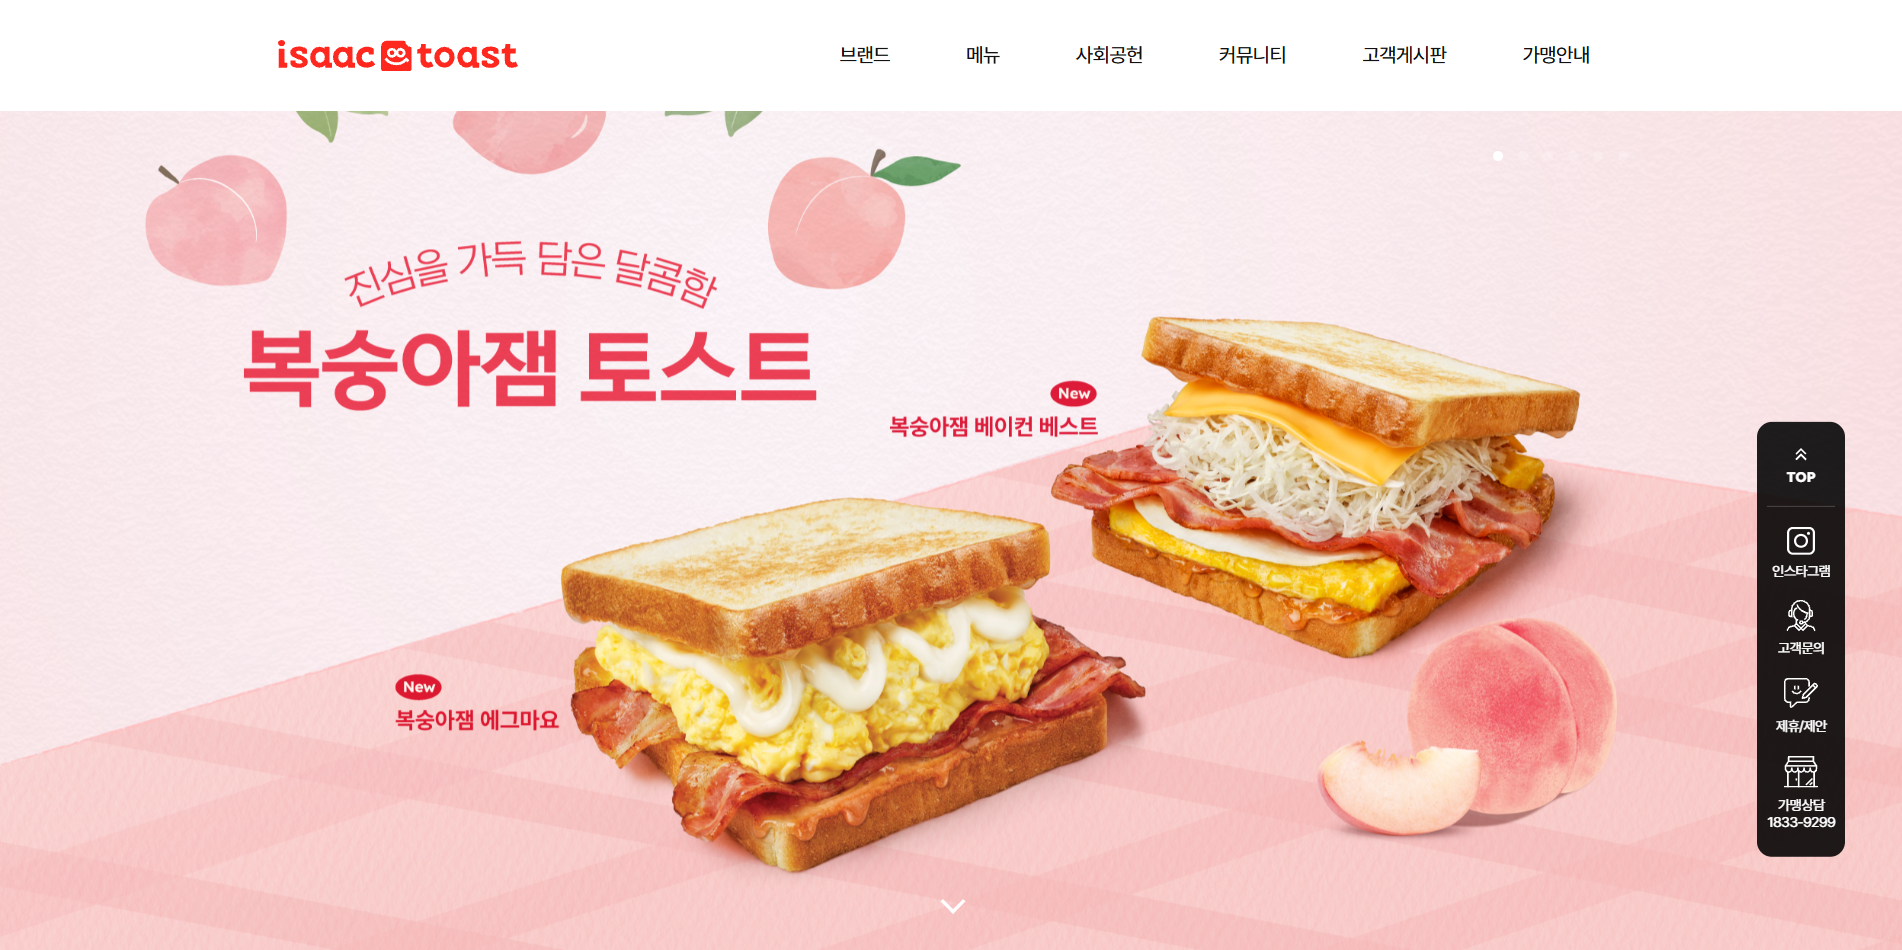 isaac toast
브랜드
메뉴
사회공헌
커뮤니티
고객게시판
가맹안내
진심을 가득 담은 달콤함
복숭아잼 토스트
New
복숭아잼 베이컨 베스트
New
복숭아잼 에그마요
TOP
인스타그램
고객문의
제휴/제안
가맹상담
1833-9299